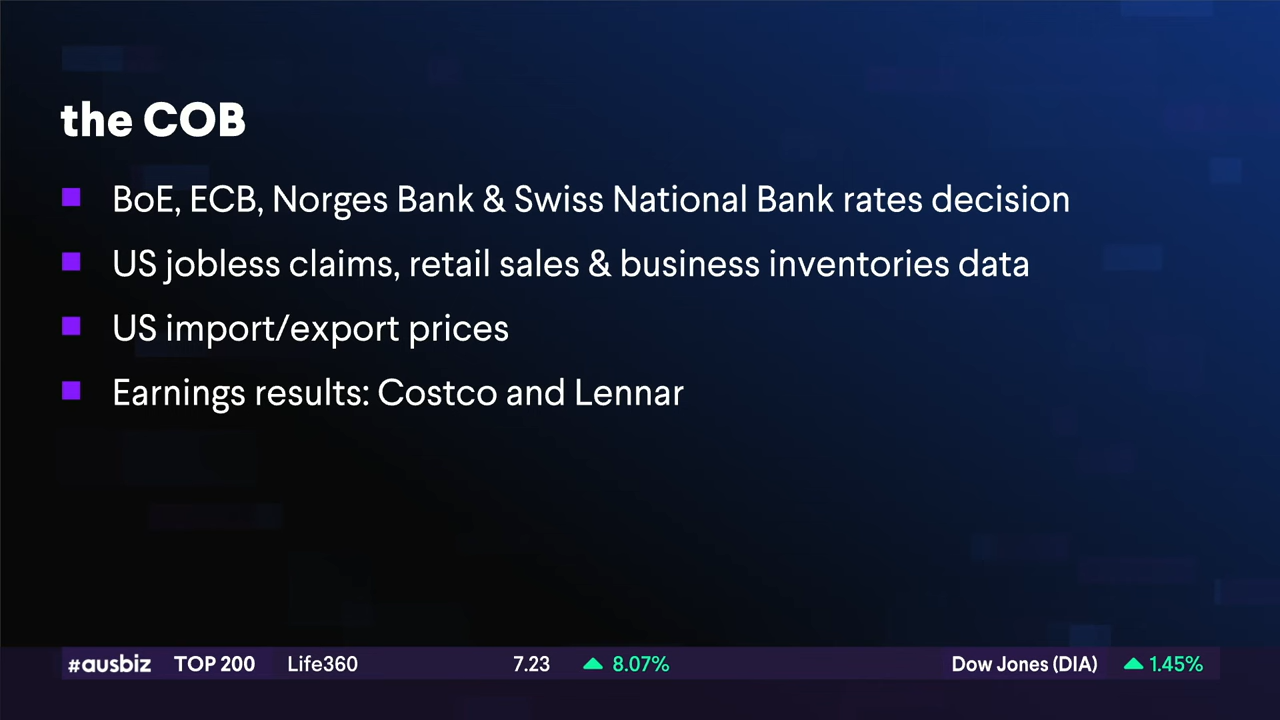 the COB
BoE, ECB, Norges Bank & Swiss National Bank rates decision
US jobless claims, retail sales & business inventories data
US import/export prices
Earnings results: Costco and Lennar
#ausbiz TOP 200 Life360 7.23 8.07% Dow Jones (DIA) 1.45%